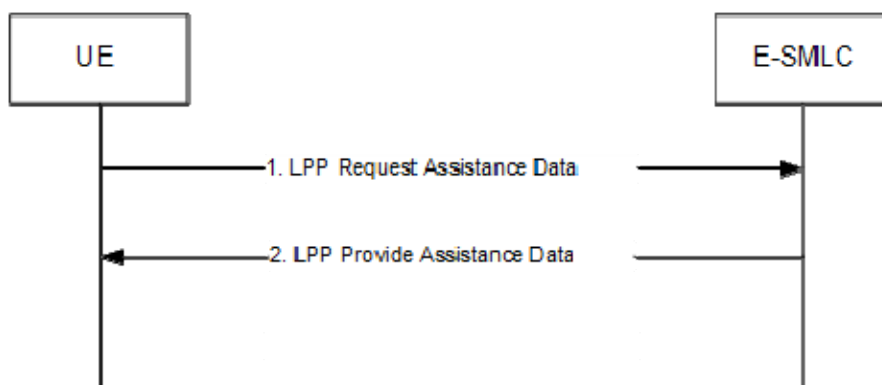 UE
E-SMLC
1. LPP Request Assistance Data
2. LPP Provide Assistance Data